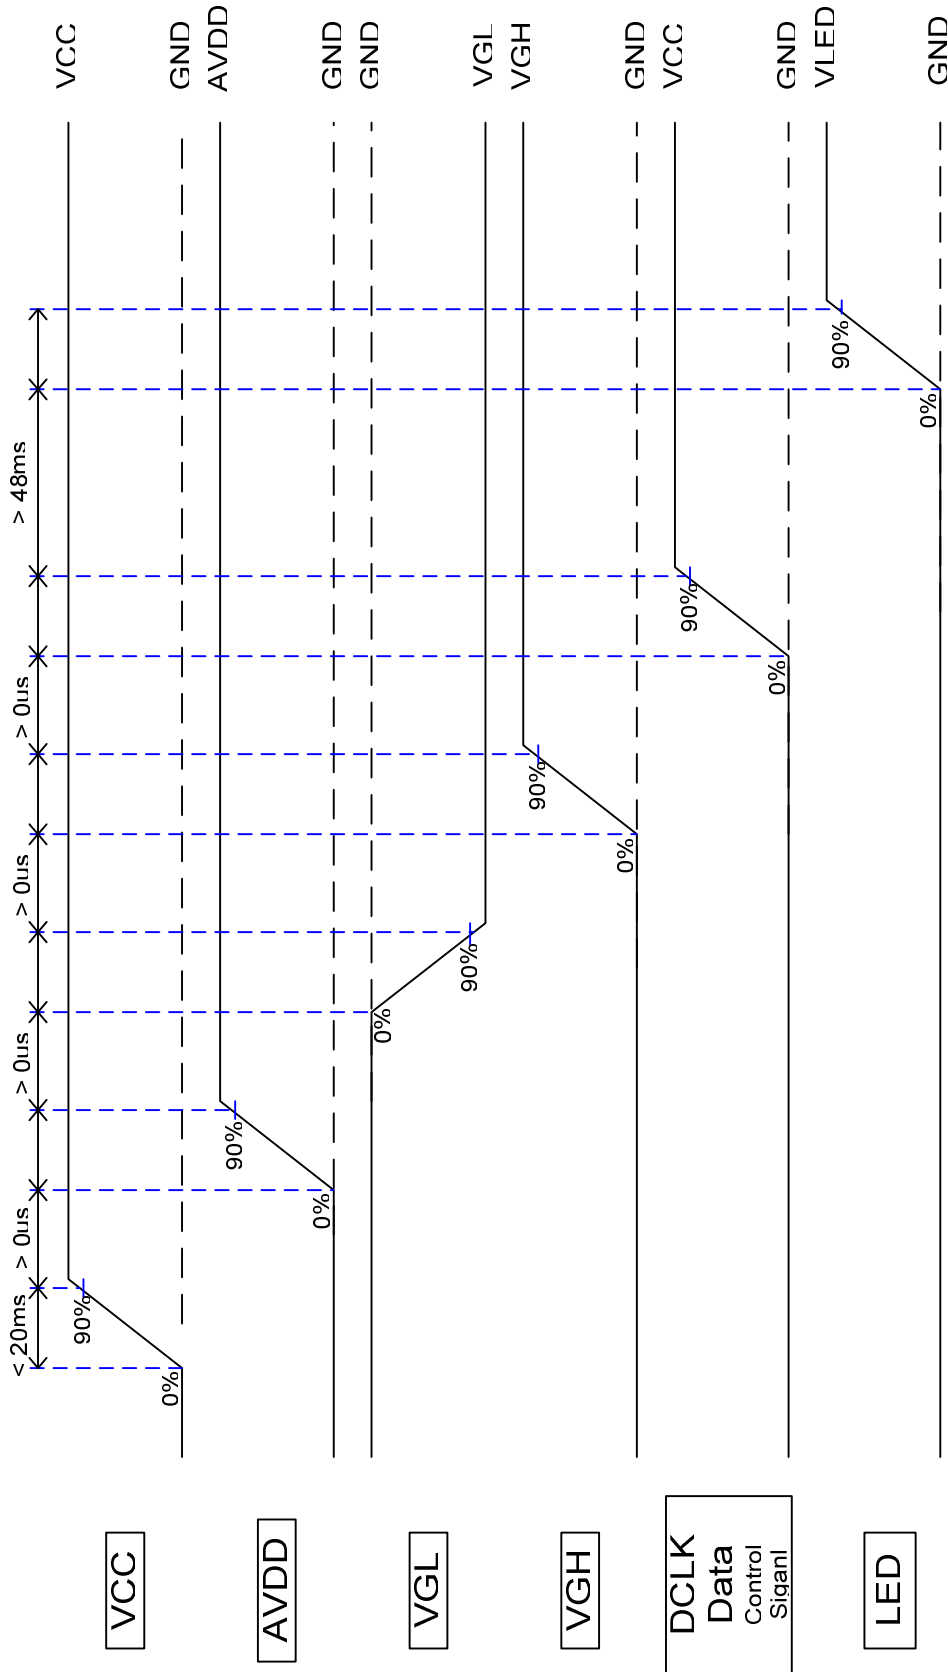 < 20ms
> 0us
> 0us
> 0us
> 0us
> 48ms
VCC
0%
90%
VCC
GND
AVDD
0%
90%
AVDD
GND
VGL
0%
90%
GND
VGL
VGH
0%
90%
VGH
GND
DCLK
Data
Control
Siganl
0%
90%
VCC
GND
LED
0%
90%
VLED
GND